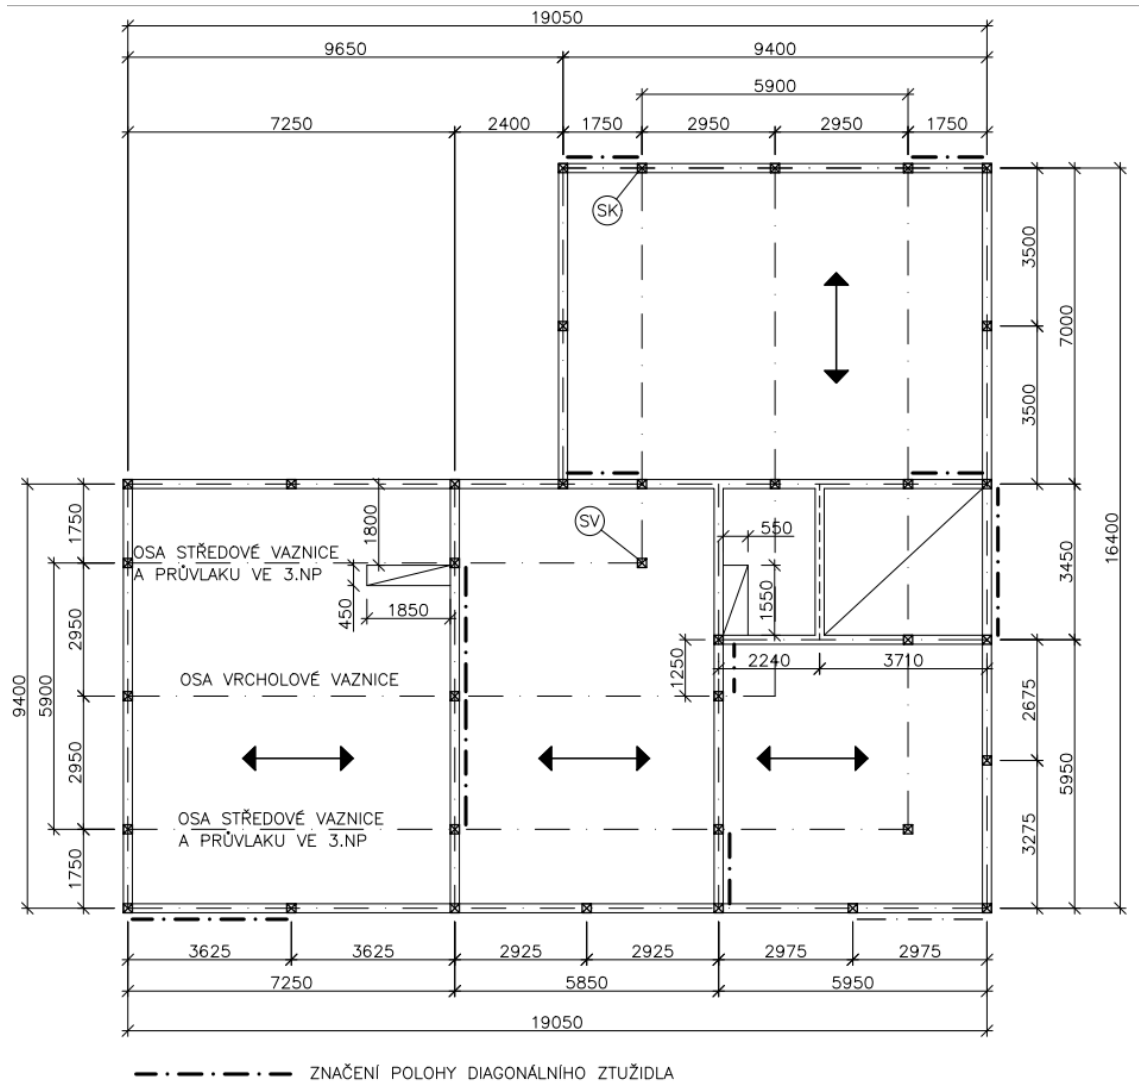 19050
9650 9400
5900
7250 2400 1750 2950 2950 1750
SK
3500
7000
3500
16400
SV
1750
1800
550
OSA STŘEDOVÉ VAZNICE
A PRŮVLAKU VE 3.NP
450
1850
1550
3450
2950
1250
2240 3710
OSA VRCHOLOVÉ VAZNICE
9400
5900
2675
2950
5950
OSA STŘEDOVÉ VAZNICE
A PRŮVLAKU VE 3.NP
3275
1750
3625 3625 2925 2925 2975 2975
7250 5850 5950
19050
ZNAČENÍ POLOHY DIAGONÁLNÍHO ZTUŽIDLA